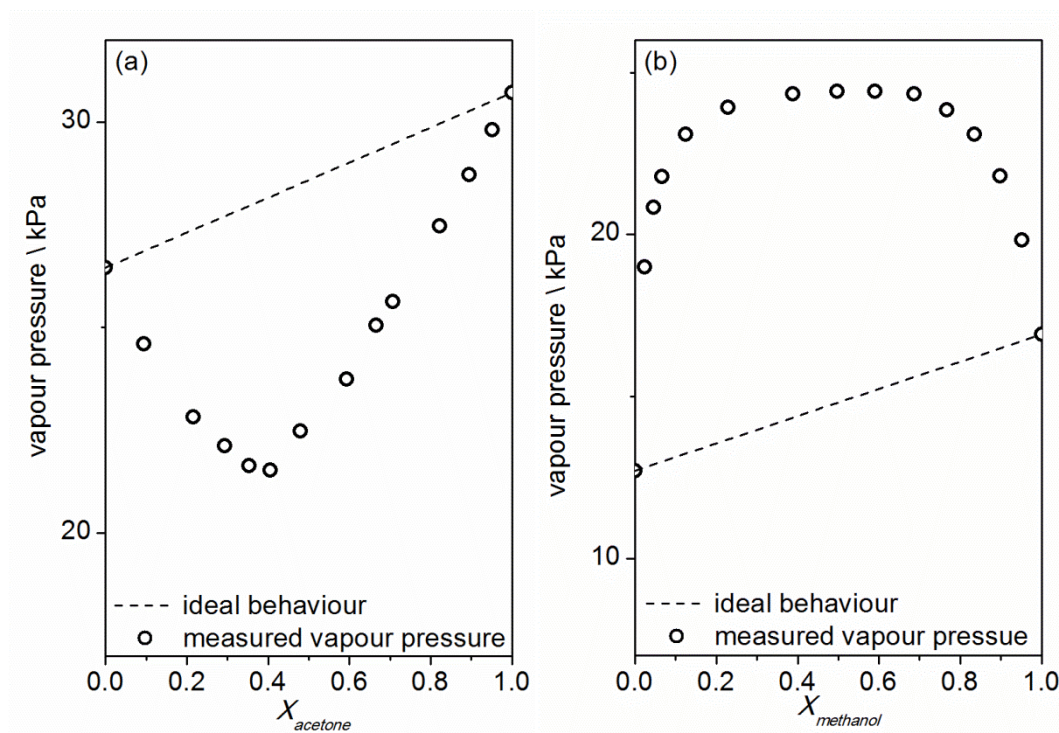 (a)
30
20
vapour pressure \ kPa
ideal behaviour
measured vapour pressure
0.0 0.2 0.4 0.6 0.8 1.0
X acetone
(b)
20
10
vapour pressure \ kPa
ideal behaviour
measured vapour pressue
0.0 0.2 0.4 0.6 0.8 1.0
X methanol